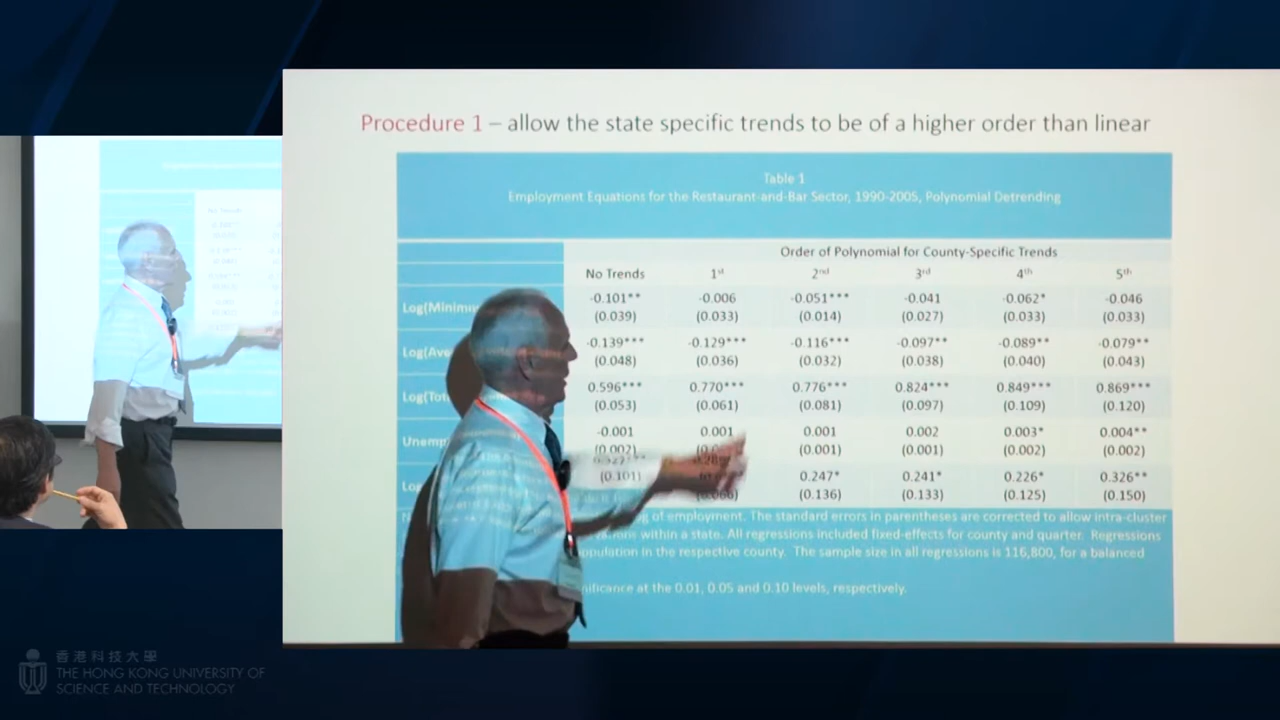 Procedure 1 – allow the state specific trends to be of a higher order than linear
Table 1
Employment Equations for the Restaurant-and-Bar Sector, 1990-2005, Polynomial Detrending
Order of Polynomial for County-Specific Trends
No Trends 1st 2nd 3rd 4th 5th
-0.101** -0.006 -0.051*** -0.041 -0.062* -0.046
(0.039) (0.033) (0.014) (0.027) (0.033) (0.033)
-0.139*** -0.129*** -0.116*** -0.097** -0.089** -0.079**
(0.048) (0.036) (0.032) (0.038) (0.040) (0.043)
0.596*** 0.770*** 0.776*** 0.824*** 0.849*** 0.869***
(0.053) (0.061) (0.081) (0.097) (0.109) (0.120)
-0.001 0.001 0.001 0.002 0.003* 0.004**
(0.002) (0.001) (0.001) (0.002) (0.002)
0.247* 0.241* 0.226* 0.326**
(0.101) (0.136) (0.133) (0.125) (0.150)
of employment. The standard errors in parentheses are corrected to allow intra-cluster
within a state. All regressions included fixed-effects for county and quarter. Regressions
population in the respective county. The sample size in all regressions is 116,800, for a balanced
significance at the 0.01, 0.05 and 0.10 levels, respectively.
香港科技大學
THE HONG KONG UNIVERSITY OF
SCIENCE AND TECHNOLOGY